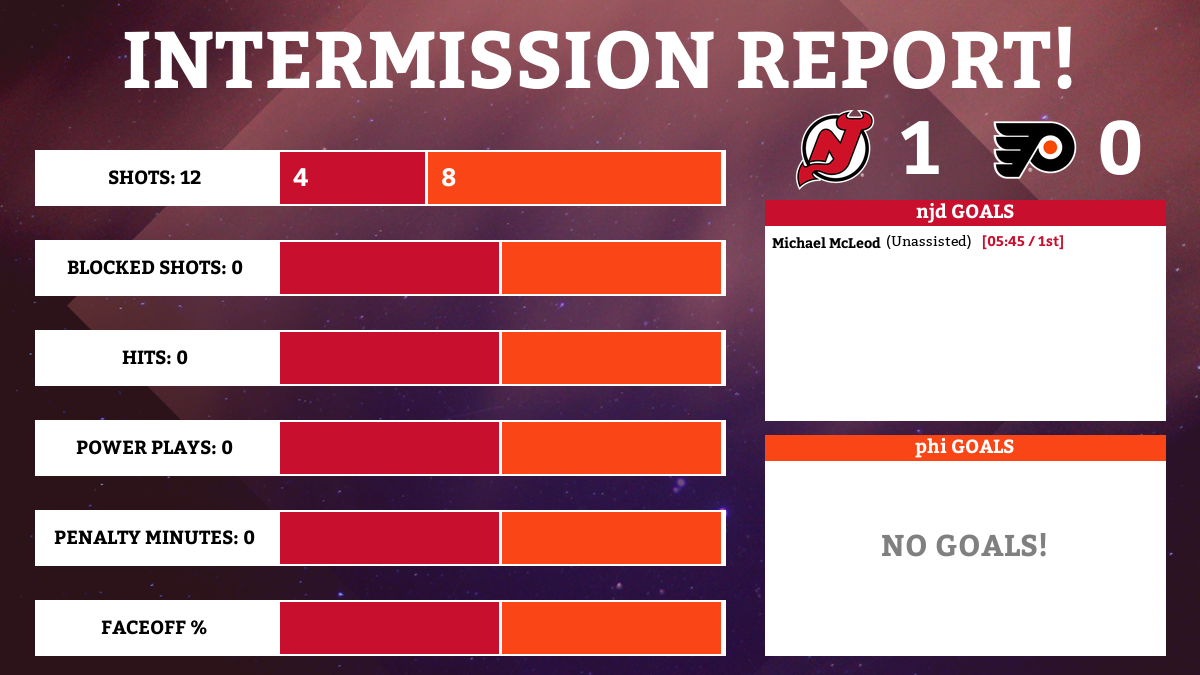 INTERMISSION REPORT!
1 0
SHOTS: 12 4 8
BLOCKED SHOTS: 0
HITS: 0
POWER PLAYS: 0
PENALTY MINUTES: 0
FACEOFF %
njd GOALS
Michael McLeod (Unassisted) [05:45 / 1st]
phi GOALS
NO GOALS!